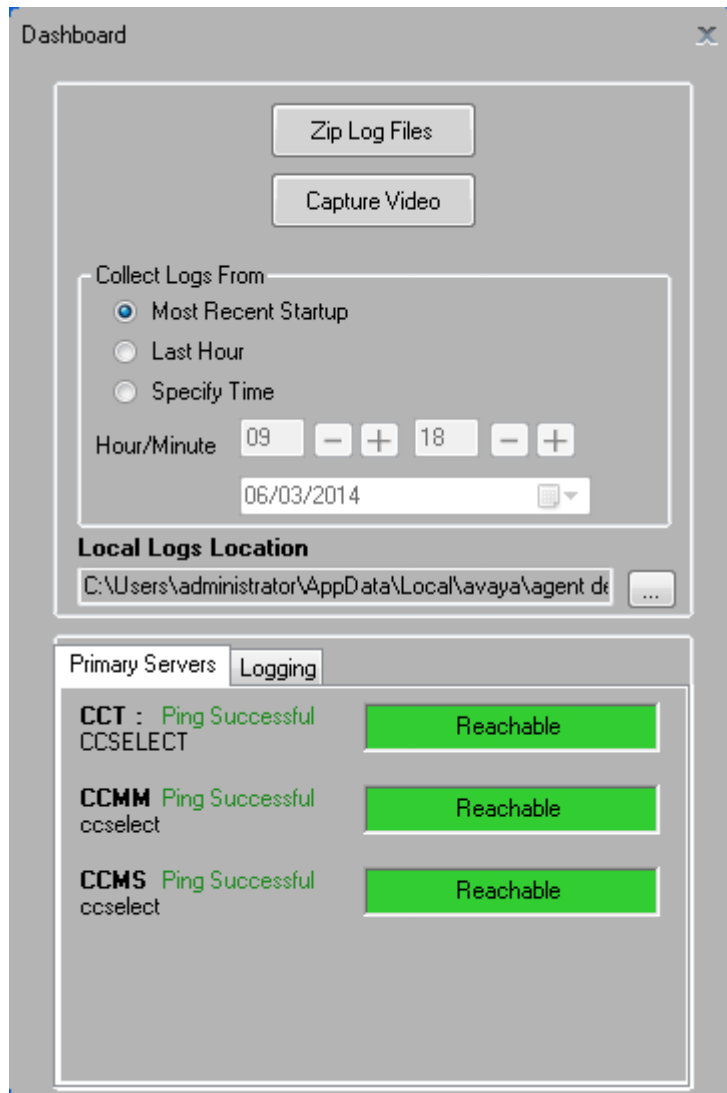 Dashboard
Zip Log Files
Capture Video
Collect Logs From
Most Recent Startup
Last Hour
Specify Time
Hour/Minute 09 18
06/03/2014
Local Logs Location
C:\Users\administrator\AppData\Local\avaya\agent de
...
Primary Servers Logging
CCT : Ping Successful Reachable
CCSELECT
CCMM Ping Successful Reachable
ccselect
CCMS Ping Successful Reachable
ccselect